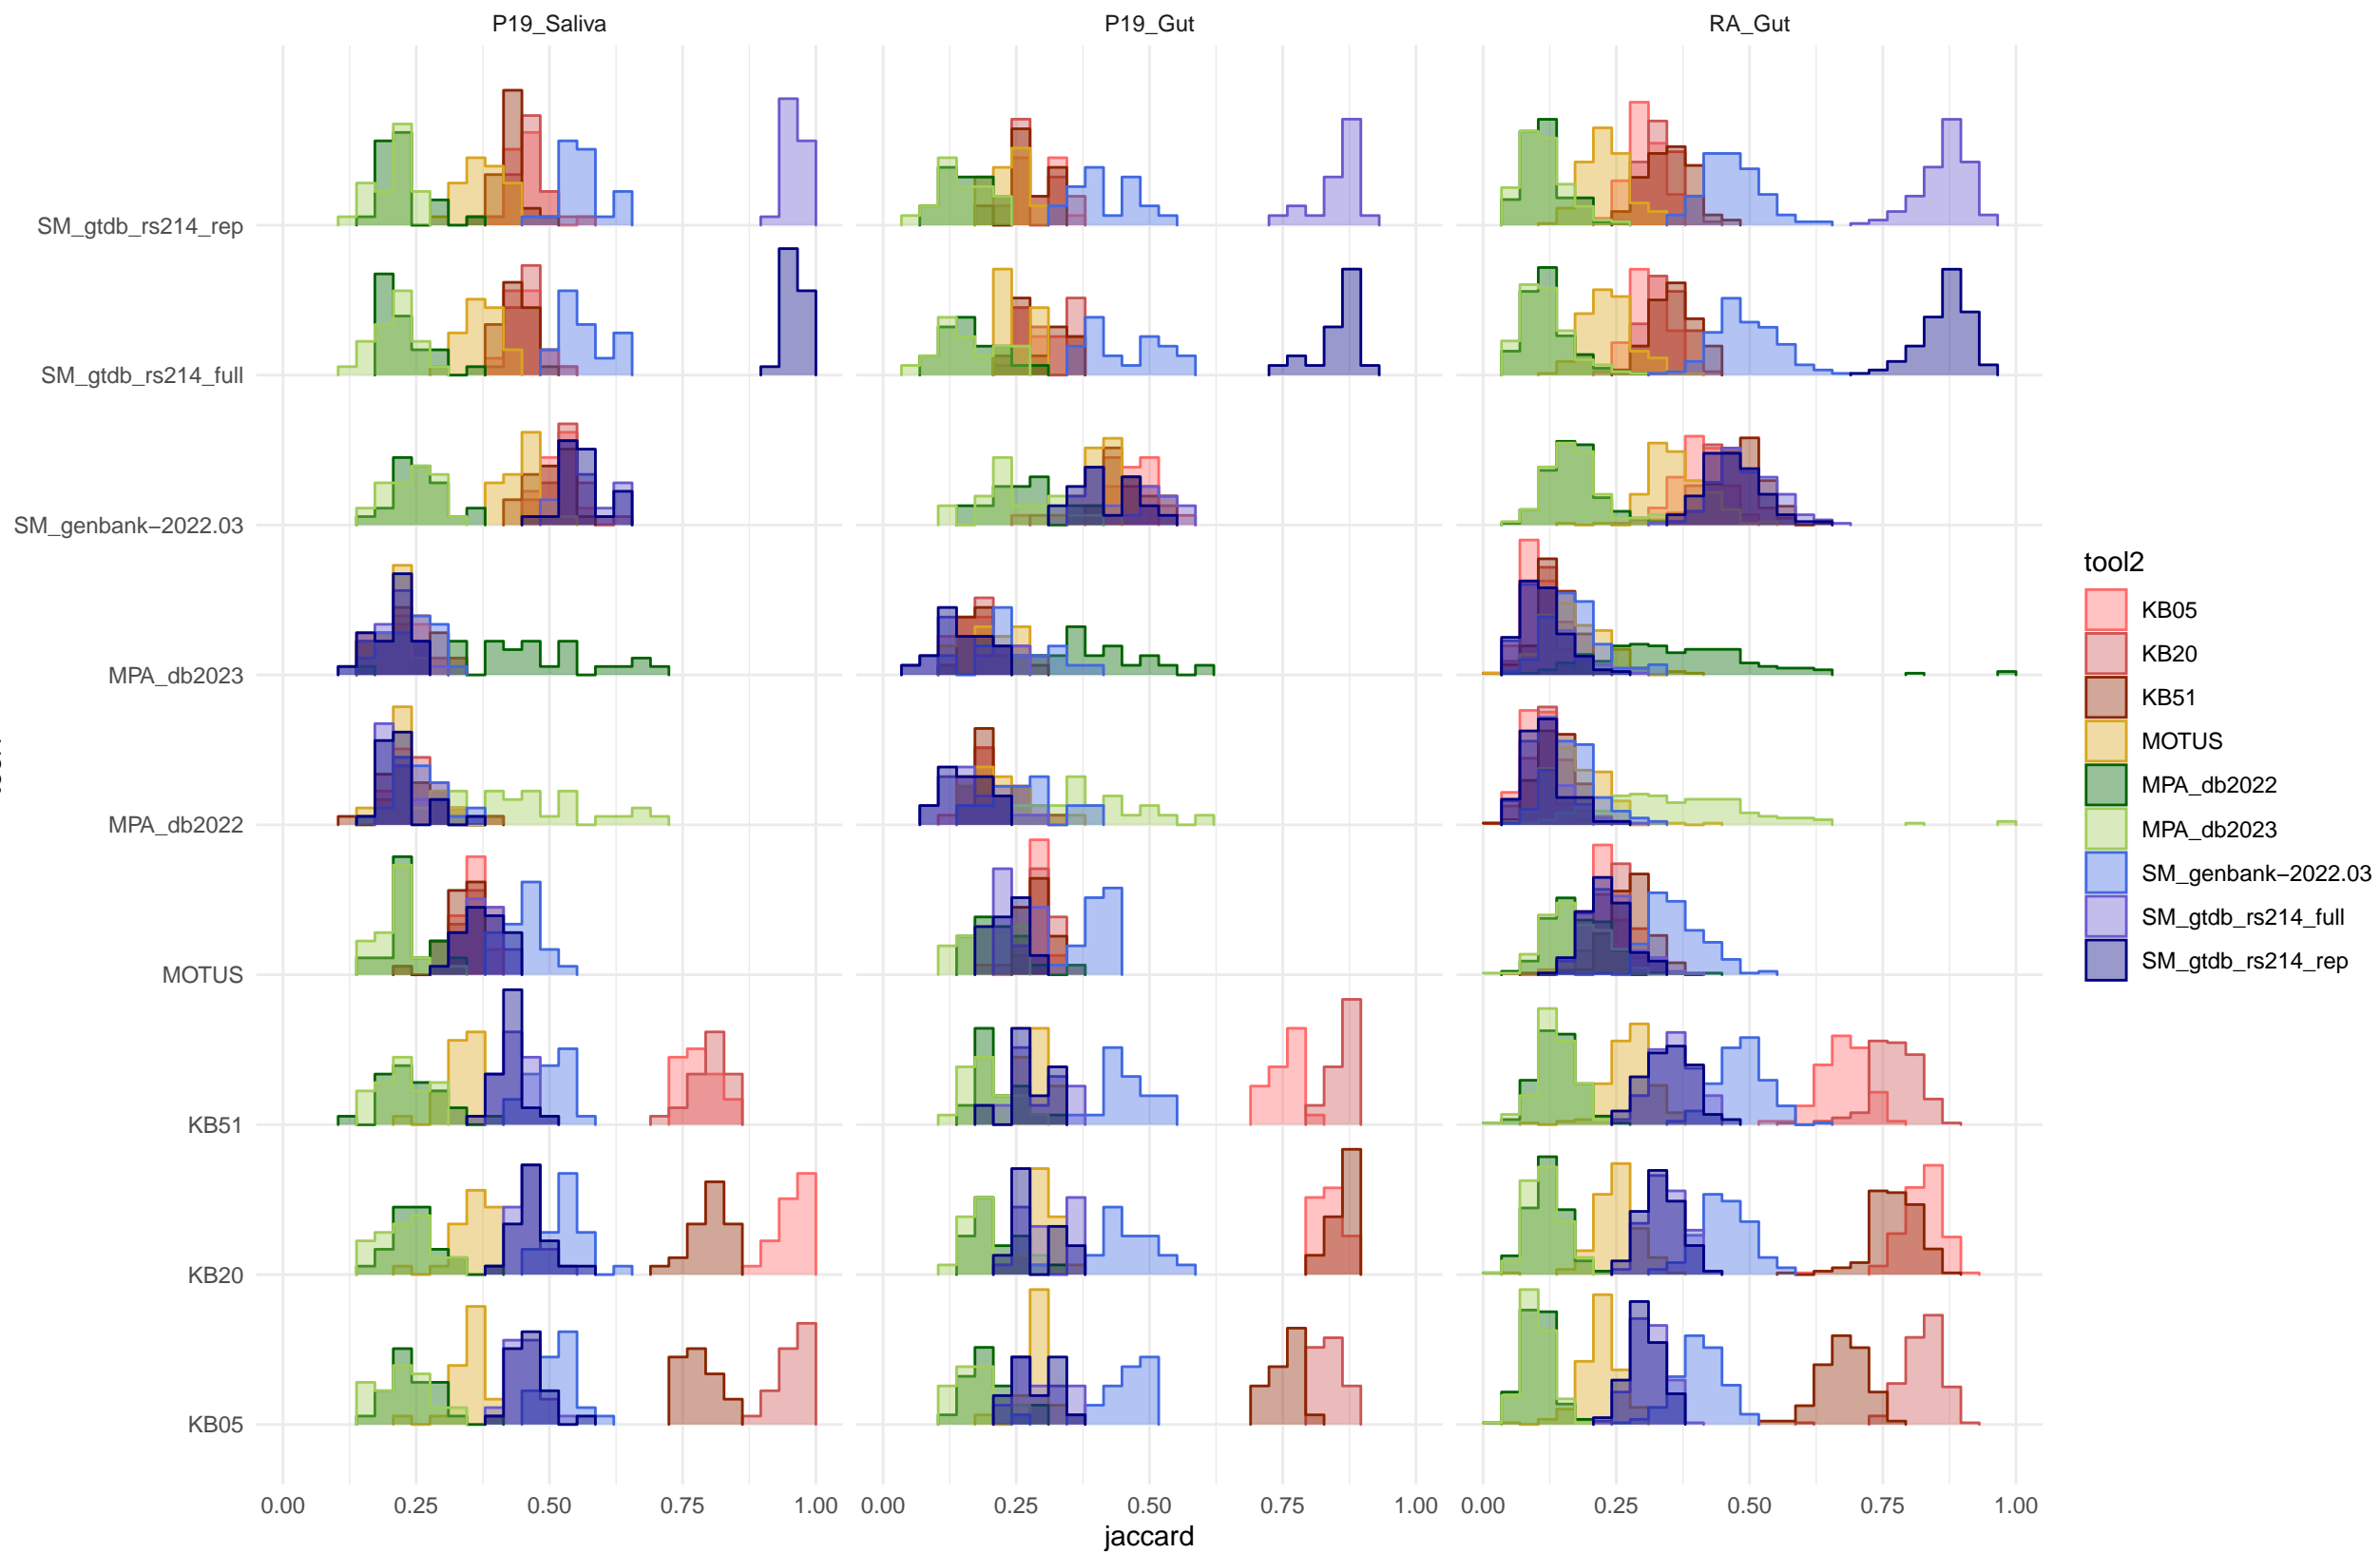 P19_Saliva P19_Gut RA_Gut
SM_gtdb_rs214_rep
SM_gtdb_rs214_full
SM_genbank−2022.03
MPA_db2023
MPA_db2022
MOTUS
KB51
KB20
KB05
0.00 0.25 0.50 0.75 1.00 0.00 0.25 0.50 0.75 1.00 0.00 0.25 0.50 0.75 1.00
jaccard
tool2
KB05
KB20
KB51
MOTUS
MPA_db2022
MPA_db2023
SM_genbank−2022.03
SM_gtdb_rs214_full
SM_gtdb_rs214_rep